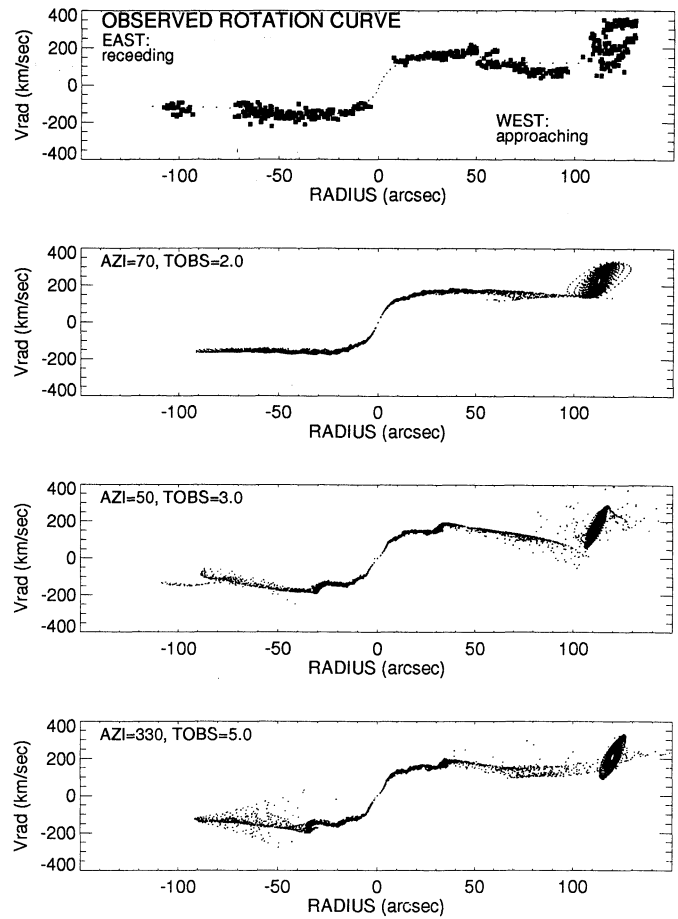 OBSERVED ROTATION CURVE
EAST:
receeding
WEST:
approaching
Vrad (km/sec)
400
200
0
-200
-400
-100
-50
0
50
100
RADIUS (arcsec)
AZI=70, TOBS=2.0
Vrad (km/sec)
400
200
0
-200
-400
-100
-50
0
50
100
RADIUS (arcsec)
AZI=50, TOBS=3.0
Vrad (km/sec)
400
200
0
-200
-400
-100
-50
0
50
100
RADIUS (arcsec)
AZI=330, TOBS=5.0
Vrad (km/sec)
400
200
0
-200
-400
-100
-50
0
50
100
RADIUS (arcsec)